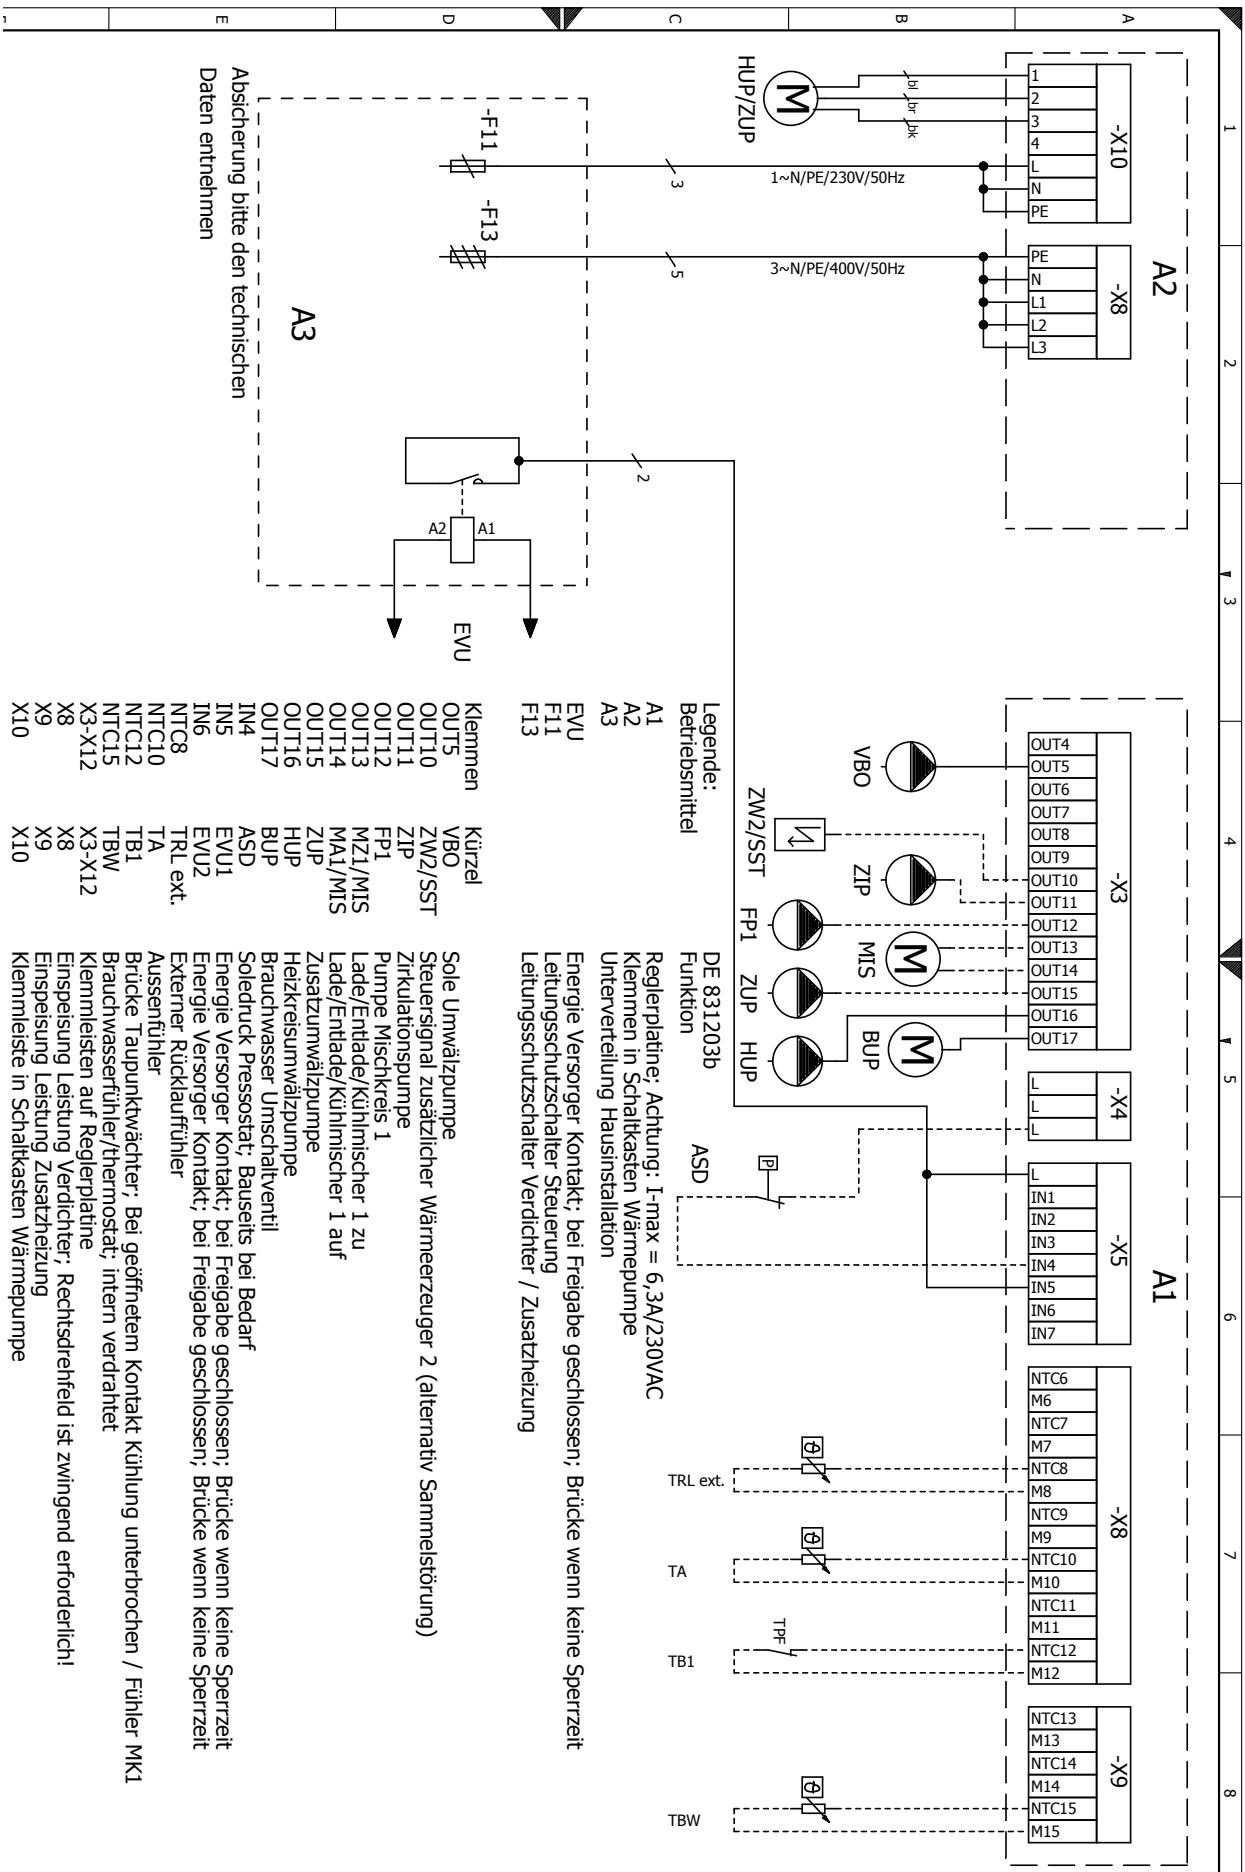 1
2
3
4
5
6
7
8
A
B
C
D
E
A2
-X10
1
2
3
4
L
N
PE
-X8
PE
N
L1
L2
L3
bl
br
bk
HUP/ZUP
M
1~N/PE/230V/50Hz
3
3~N/PE/400V/50Hz
5
-F11
-F13
A3
2
A2
A1
EVU
Absicherung bitte den technischen
Daten entnehmen
A1
-X3
OUT4
OUT5
OUT6
OUT7
OUT8
OUT9
OUT10
OUT11
OUT12
OUT13
OUT14
OUT15
OUT16
OUT17
-X4
L
L
L
-X5
L
IN1
IN2
IN3
IN4
IN5
IN6
IN7
-X8
NTC6
M6
NTC7
M7
NTC8
M8
NTC9
M9
NTC10
M10
NTC11
M11
NTC12
M12
-X9
NTC13
M13
NTC14
M14
NTC15
M15
VBO
ZW2/SST
ZIP
FP1
M
MIS
ZUP
HUP
M
BUP
P
ASD
ϑ
TRL ext.
ϑ
TA
TPF
TB1
ϑ
TBW
Legende: DE 831203b
Betriebsmittel Funktion
A1 Reglerplatine; Achtung: I-max = 6,3A/230VAC
A2 Klemmen in Schaltkasten Wärmepumpe
A3 Unterverteilung Hausinstallation
EVU Energie Versorger Kontakt; bei Freigabe geschlossen; Brücke wenn keine Sperrzeit
F11 Leitungsschutzschalter Steuerung
F13 Leitungsschutzschalter Verdichter / Zusatzheizung
Klemmen Kürzel
OUT5 VBO Sole Umwälzpumpe
OUT10 ZW2/SST Steuersignal zusätzlicher Wärmeerzeuger 2 (alternativ Sammelstörung)
OUT11 ZIP Zirkulationspumpe
OUT12 FP1 Pumpe Mischkreis 1
OUT13 MZ1/MIS Lade/Entlade/Kühlmischer 1 zu
OUT14 MA1/MIS Lade/Entlade/Kühlmischer 1 auf
OUT15 ZUP Zusatzumwälzpumpe
OUT16 HUP Heizkreisumwälzpumpe
OUT17 BUP Brauchwasser Umschaltventil
IN4 ASD Soledruck Pressostat; Bauseits bei Bedarf
IN5 EVU1 Energie Versorger Kontakt; bei Freigabe geschlossen; Brücke wenn keine Sperrzeit
IN6 EVU2 Energie Versorger Kontakt; bei Freigabe geschlossen; Brücke wenn keine Sperrzeit
NTC8 TRL ext. Externer Rücklauffühler
NTC10 TA Aussenfühler
NTC12 TB1 Brücke Taupunktwächter; Bei geöffnetem Kontakt Kühlung unterbrochen / Fühler MK1
NTC15 TBW Brauchwasserfühler/thermostat; intern verdrahtet
X3-X12 X3-X12 Klemmleisten auf Reglerplatine
X8 X8 Einspeisung Leistung Verdichter; Rechtsdrehfeld ist zwingend erforderlich!
X9 X9 Einspeisung Leistung Zusatzheizung
X10 X10 Klemmleiste in Schaltkasten Wärmepumpe